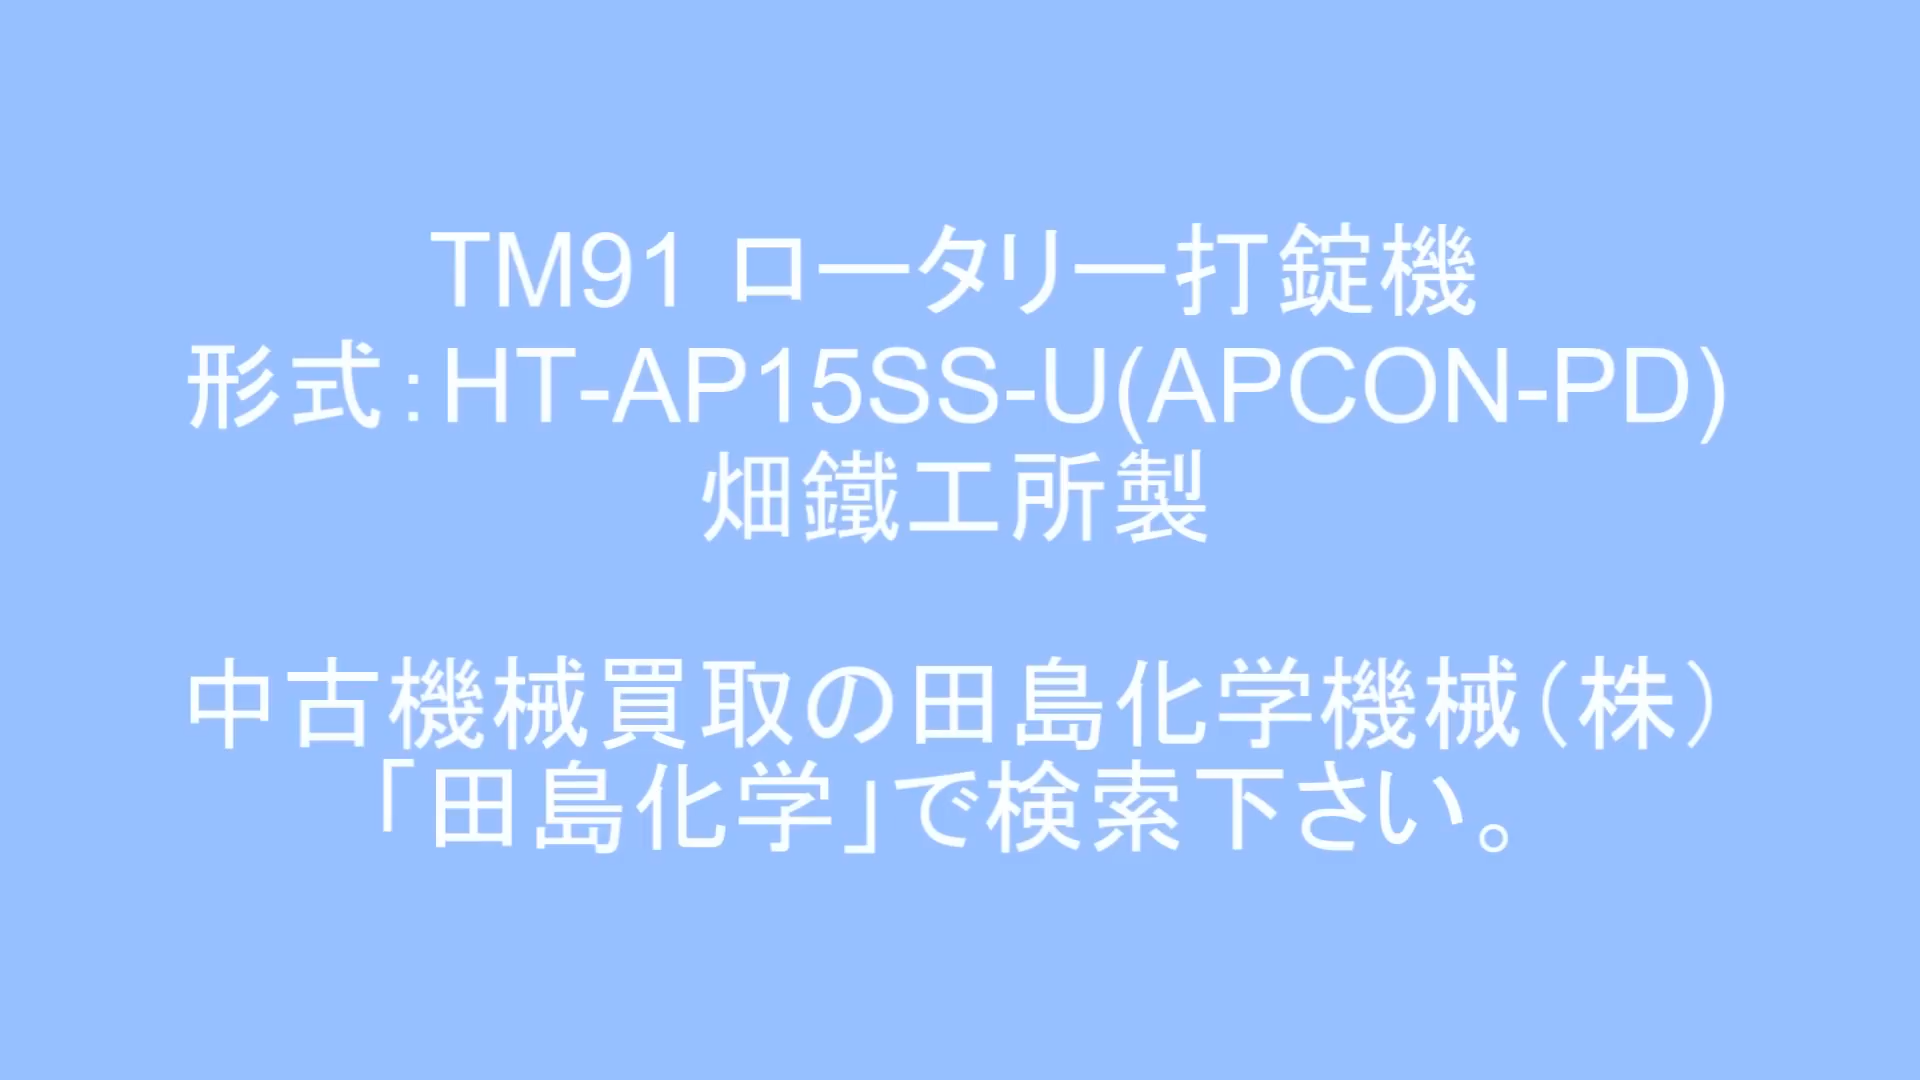 TM91 ロータリー打錠機
形式：HT-AP15SS-U(APCON-PD)
畑鐵工所製
中古機械買取の田島化学機械（株）
「田島化学」で検索下さい。